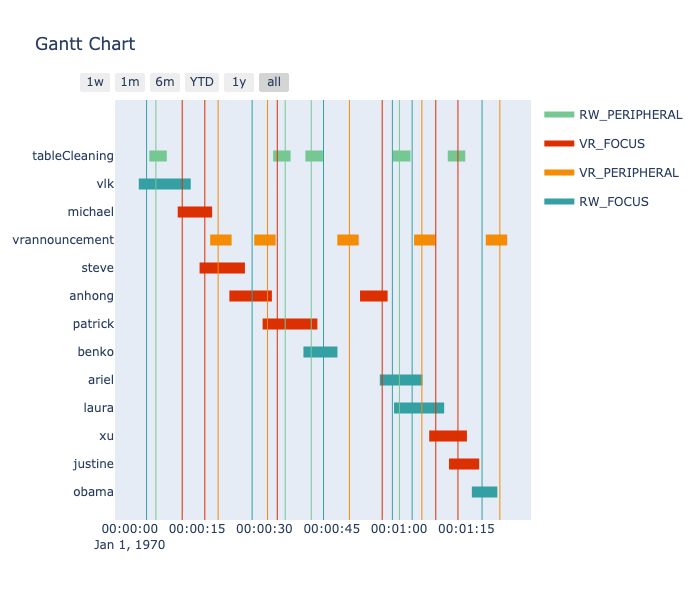 Gantt Chart
1w 1m 6m YTD 1y all
RW_PERIPHERAL
VR_FOCUS
VR_PERIPHERAL
RW_FOCUS
tableCleaning
vlk
michael
vrannouncement
steve
anhong
patrick
benko
ariel
laura
xu
justine
obama
00:00:00 00:00:15 00:00:30 00:00:45 00:01:00 00:01:15
Jan 1, 1970